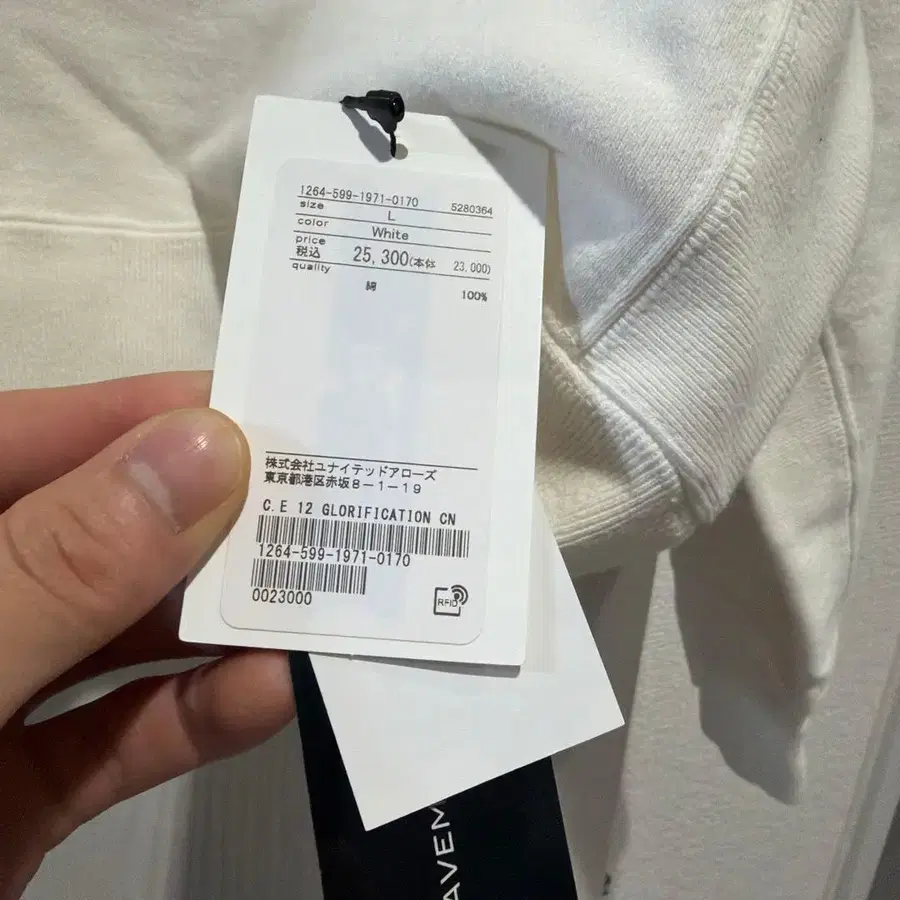 1264-599-1971-0170 5280364
size L
color White
price
税込 25,300(本体 23,000)
quality
綿 100%
株式会社ユナイテッドアローズ
東京都港区赤坂8-1-19
C.E 12 GLORIFICATION CN
1264-599-1971-0170
0023000
RFID
AVEM